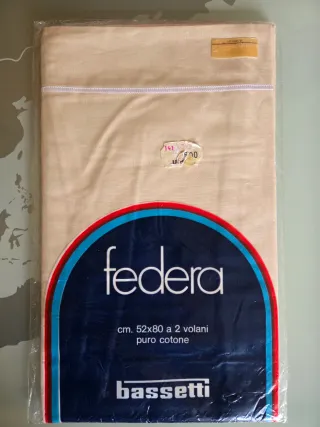 federa
cm. 52x80 a 2 volani
puro cotone
bassetti